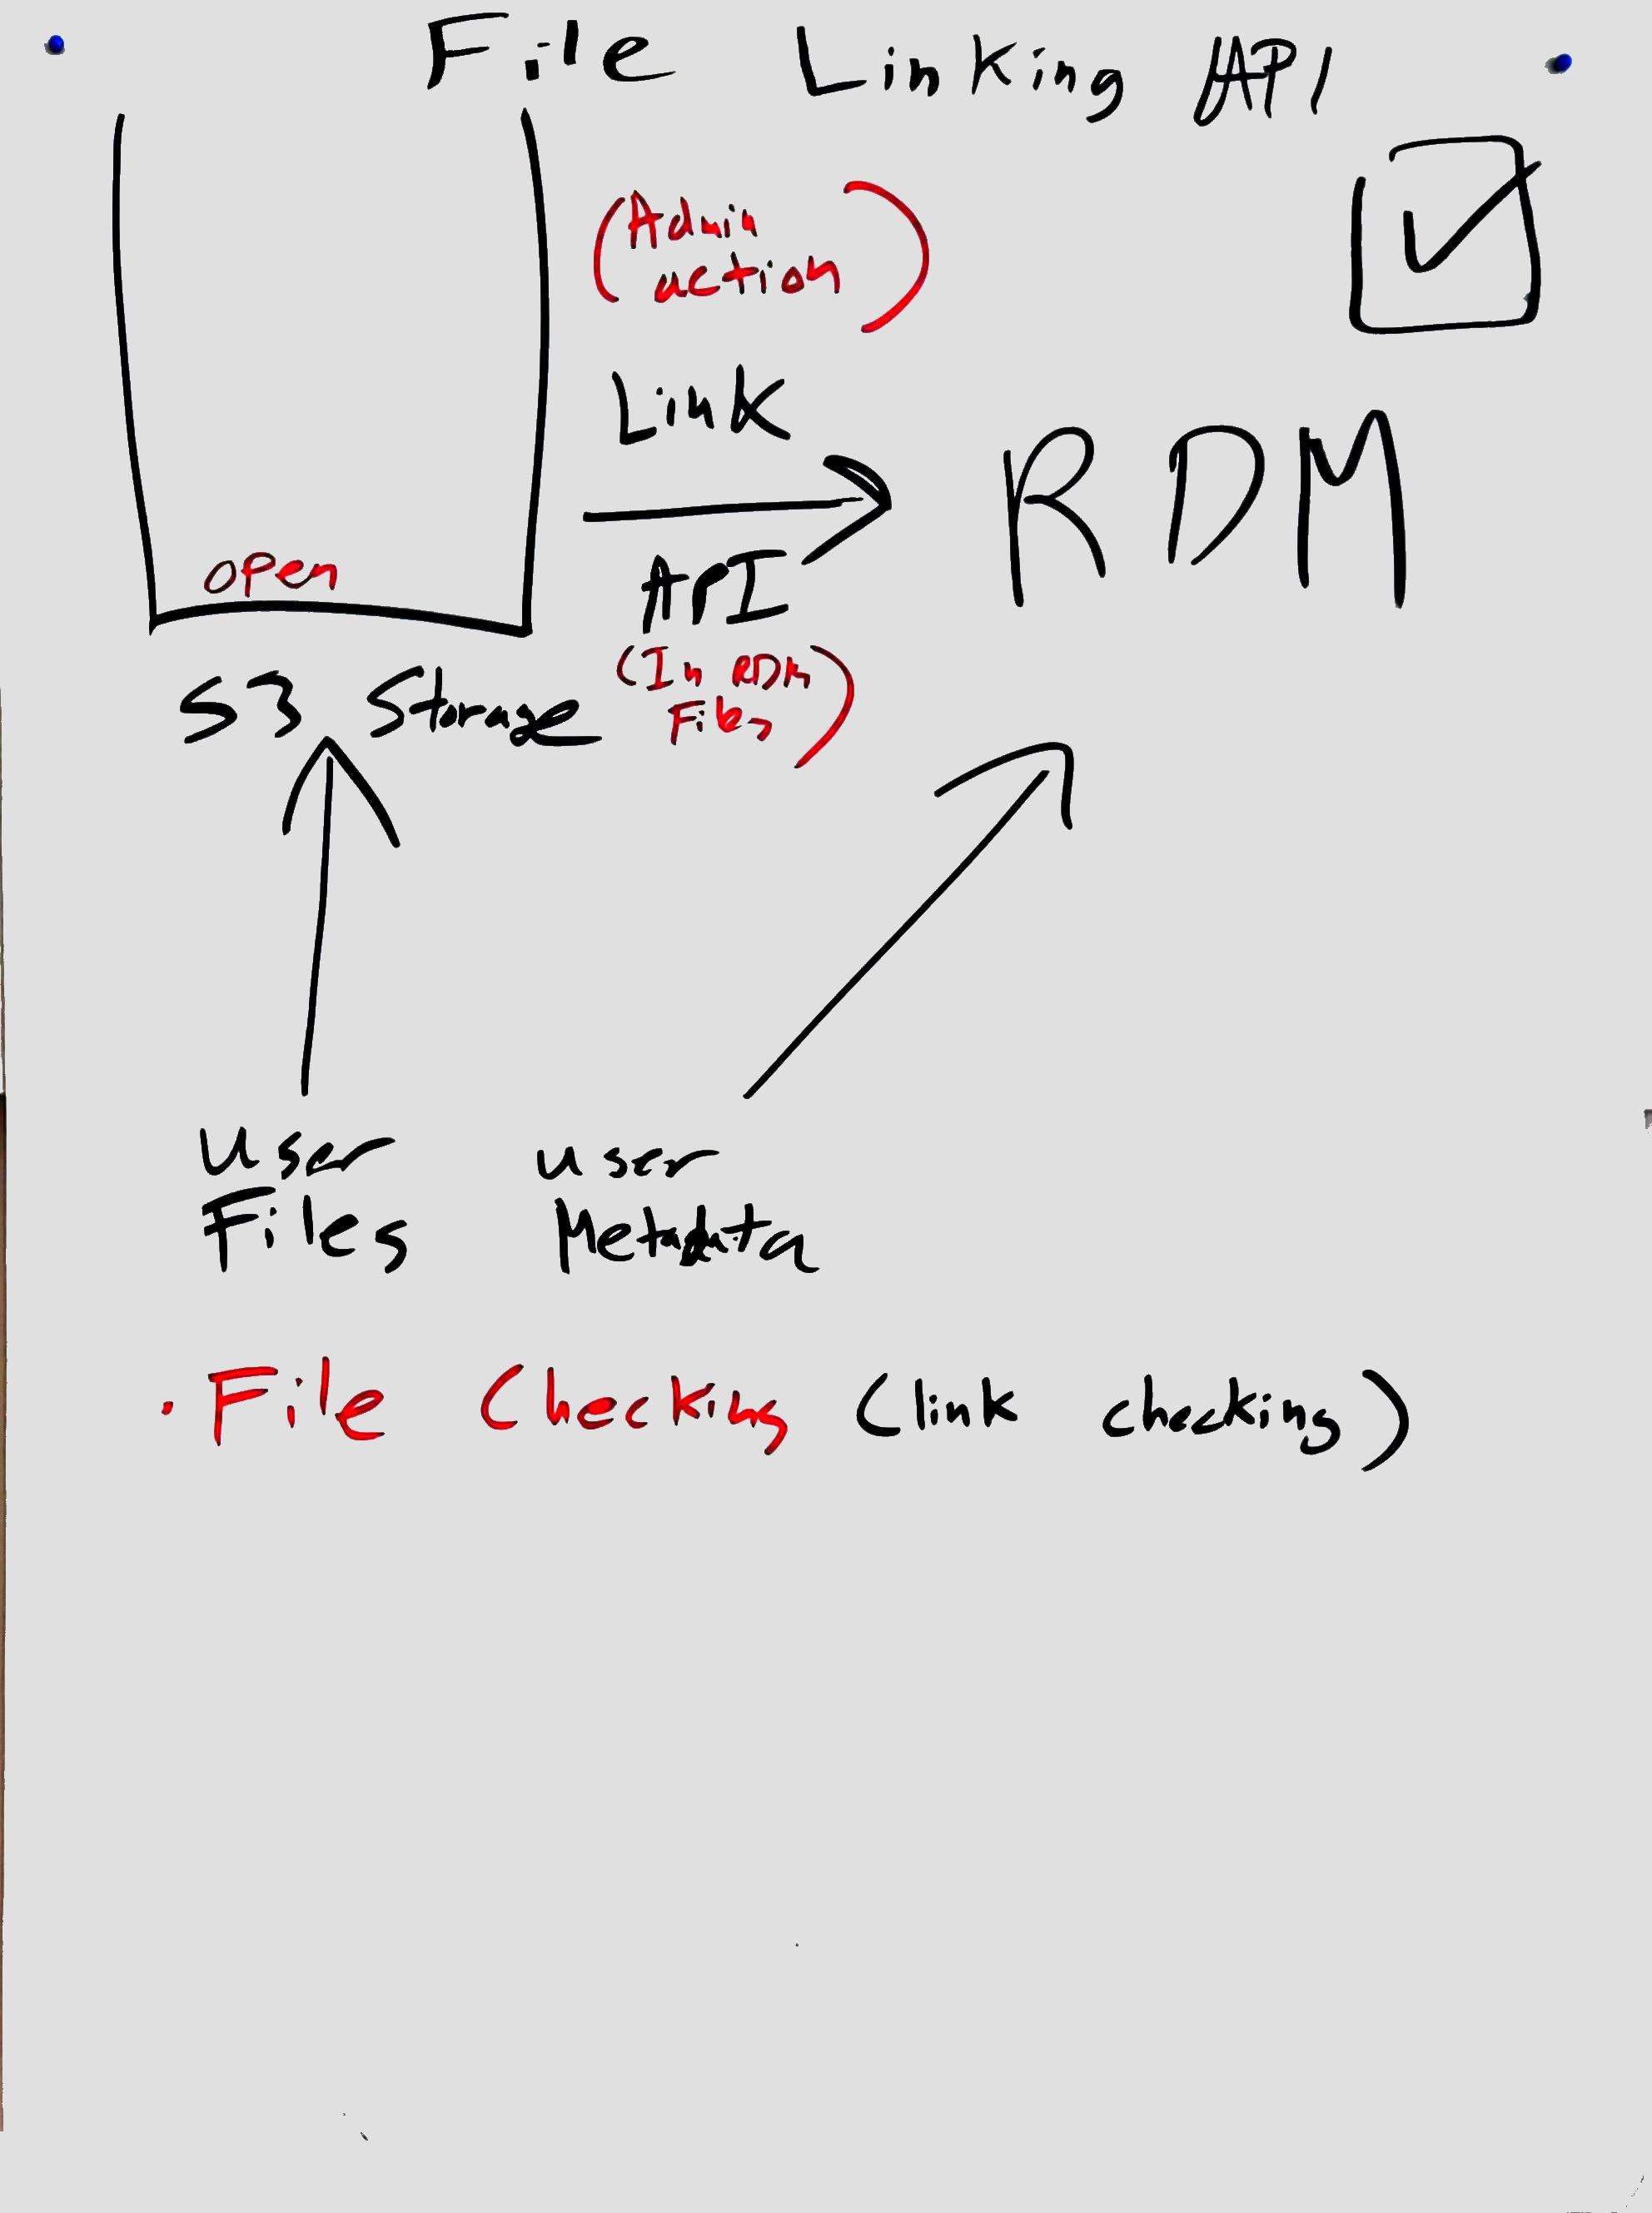 File Linking API
(Admin
action)
Link
RDM
open
API
S3 Storage
(In RDM
Files)
User
Files
user
Metadata
• File Checking (link checking)